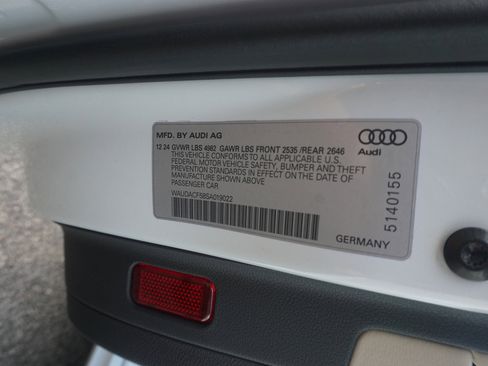 MFD. BY AUDI AG
12 24 GVWR LBS 4982 GAWR LBS FRONT 2535 /REAR 2646
THIS VEHICLE CONFORMS TO ALL APPLICABLE U.S.
FEDERAL MOTOR VEHICLE SAFETY, BUMPER AND THEFT
PREVENTION STANDARDS IN EFFECT ON THE DATE OF
MANUFACTURE SHOWN ABOVE
PASSENGER CAR
WAUDACF58SA019022
Audi
5140155
GERMANY